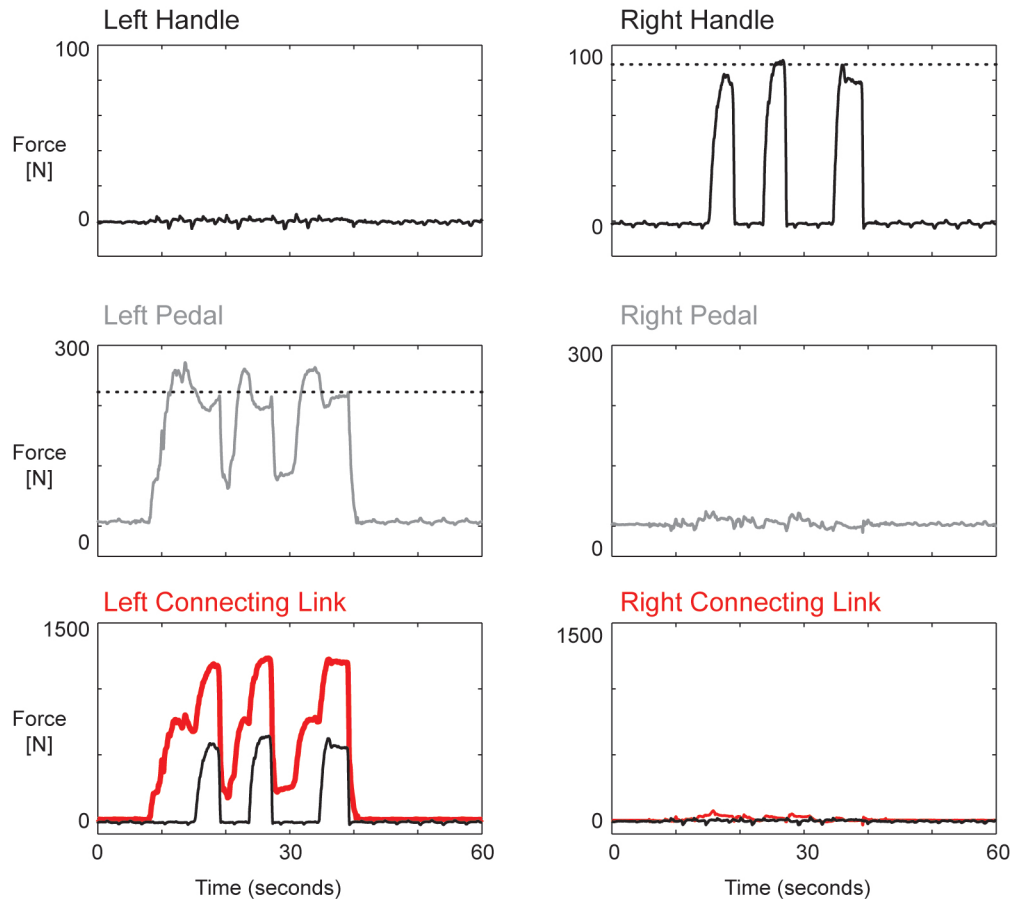 Left Handle
100
Force
[N]
0
Right Handle
100
0
Left Pedal
300
Force
[N]
0
Right Pedal
300
0
Left Connecting Link
1500
Force
[N]
0
0
30
60
Time (seconds)
Right Connecting Link
1500
0
0
30
60
Time (seconds)